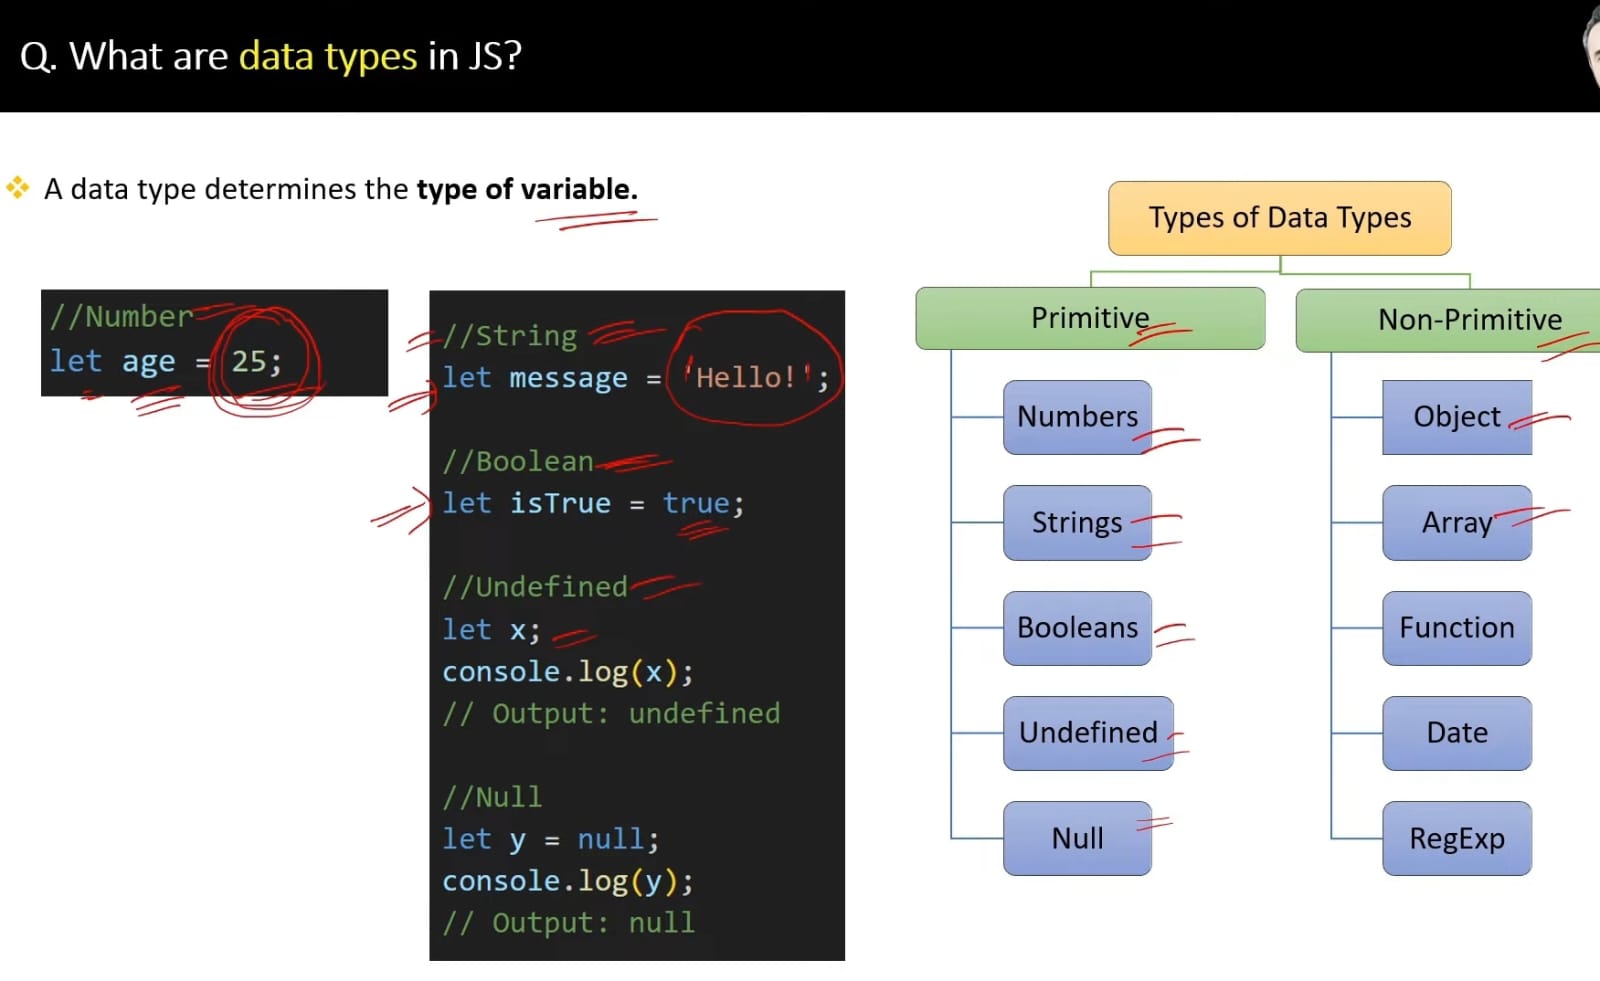 Q. What are data types in JS?
A data type determines the type of variable.
//Number
let age = 25;
//String
let message = 'Hello!';
//Boolean
let isTrue = true;
//Undefined
let x;
console.log(x);
// Output: undefined
//Null
let y = null;
console.log(y);
// Output: null
Types of Data Types
Primitive
Numbers
Strings
Booleans
Undefined
Null
Non-Primitive
Object
Array
Function
Date
RegExp